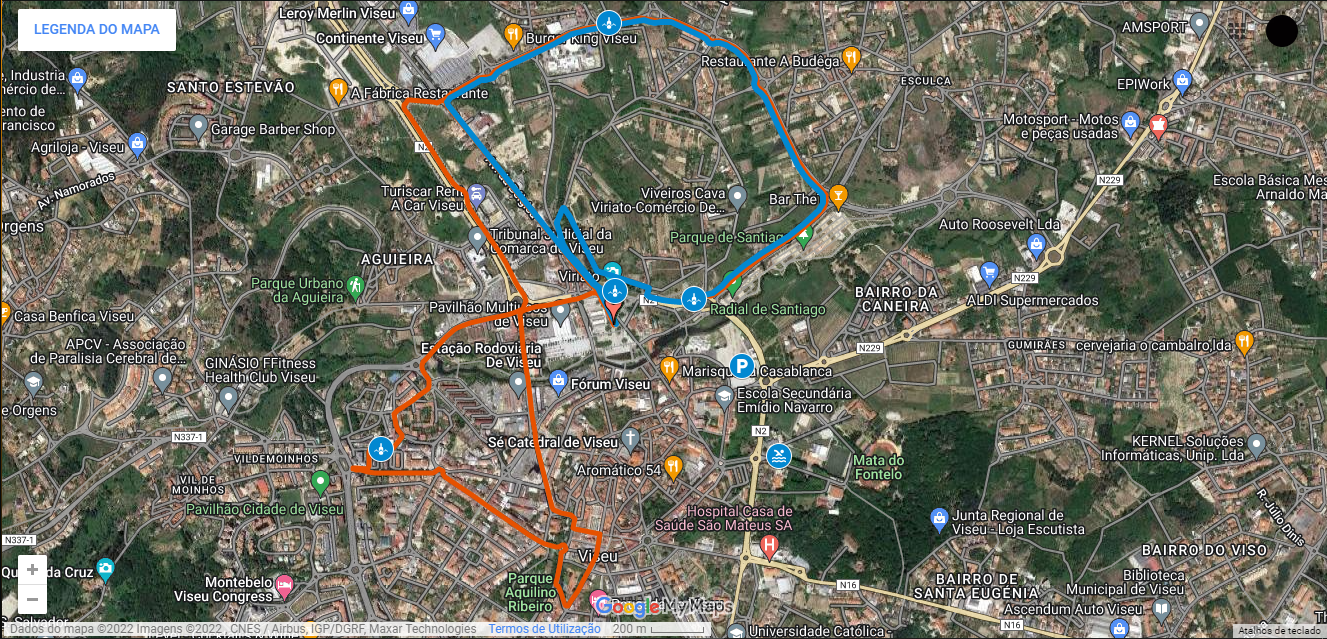 LEGENDA DO MAPA
Leroy Merlin Viseu
Continente Viseu
Burger King Viseu
AMSPORT
Restaurante A Budêga
ESCULCA
EPIWork
, Industria,
mércio de...
SANTO ESTEVÃO
A Fábrica Restaurante
ento de
rancisco
Garage Barber Shop
Motosport - Motos
e peças usadas
Agriloja - Viseu
Av. Namorados
N229
Escola Básica Mes
Arnaldo Ma
Turiscar Rent
A Car Viseu
Viveiros Cava
Viriato-Comércio De...
Bar The
Orgens
Tribunal Judicial da
Comarca de Viseu
Parque de Santiago
Auto Roosevelt Lda
AGUIEIRA
Viriato
N229
Parque Urbano
da Aguieira
BAIRRO DA
CANEIRA
ALDI Supermercados
Pavilhão Multiusos
de Viseu
N2
Radial de Santiago
Casa Benfica Viseu
APCV - Associação
de Paralisia Cerebral de...
Estação Rodoviária
De Viseu
N229
GUMIRÃES
cervejaria o cambalro,lda
GINÁSIO FFitness
Health Club Viseu
Fórum Viseu
P
Marisqueira Casablanca
Escola Secundária
Emídio Navarro
e Orgens
N337-1
Sé Catedral de Viseu
N2
KERNEL Soluções
Informáticas, Unip. Lda
VILDEMOINHOS
Aromático 54
Mata do
Fontelo
VIL DE
MOINHOS
Pavilhão Cidade de Viseu
Hospital Casa de
Saúde São Mateus SA
H
Junta Regional de
Viseu - Loja Escutista
R. Júlio Dinis
N337-1
Viseu
BAIRRO DO VISO
+
Quinta da Cruz
Montebelo
Viseu Congress...
Parque
Aquilino
Ribeiro
N16
BAIRRO DE
SANTA EUGÉNIA
Biblioteca
Municipal de Viseu
−
Google My Maps
N16
Ascendum Auto Viseu
S. Salvador
Dados do mapa ©2022 Imagens ©2022 , CNES / Airbus, IGP/DGRF, Maxar Technologies
Termos de Utilização
200 m
Universidade Católica -
Atalhos de teclado